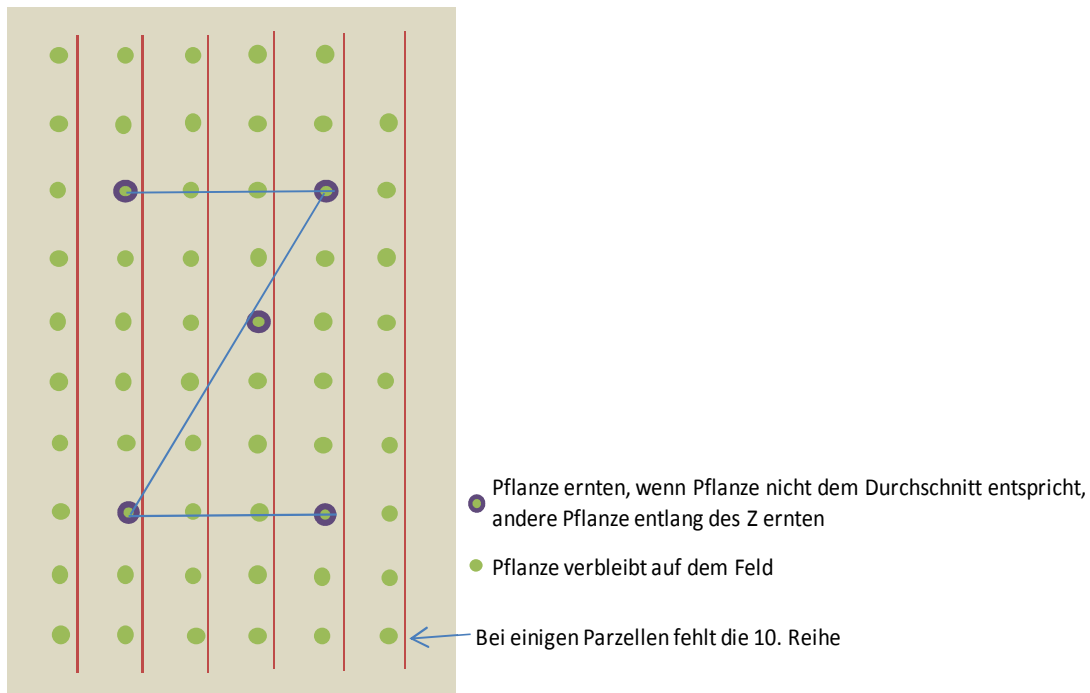 Pflanze ernten, wenn Pflanze nicht dem Durchschnitt entspricht,
andere Pflanze entlang des Z ernten
Pflanze verbleibt auf dem Feld
Bei einigen Parzellen fehlt die 10. Reihe